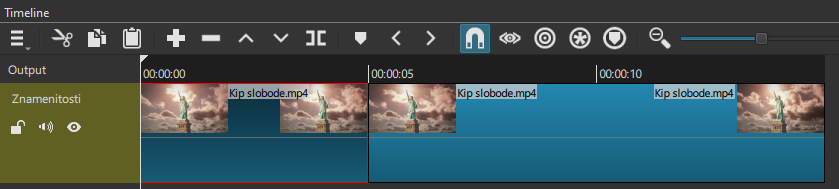 Timeline
Output
00:00:00
00:00:05
00:00:10
Znamenitosti
Kip slobode.mp4
Kip slobode.mp4
Kip slobode.mp4